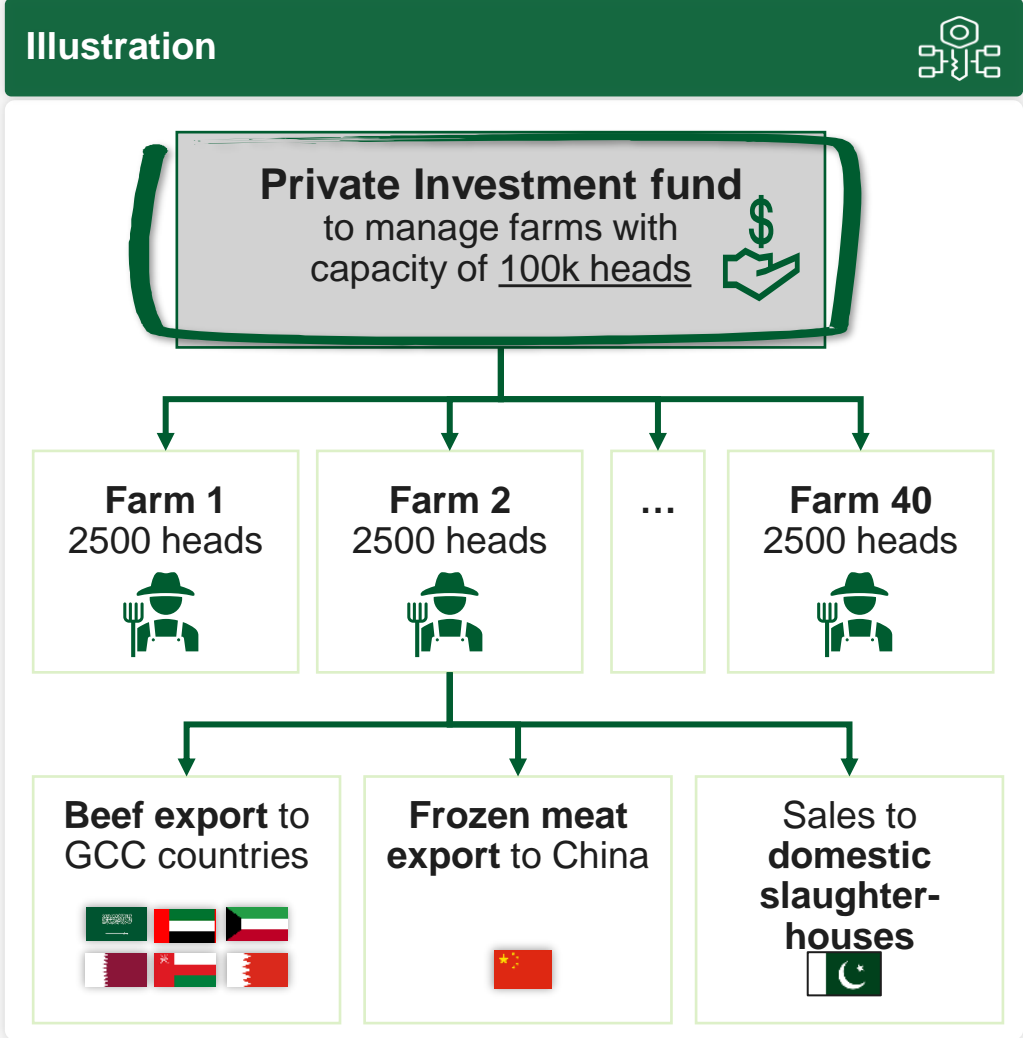 Illustration
Private Investment fund
to manage farms with
capacity of 100k heads
$
Farm 1
2500 heads
Farm 2
2500 heads
...
Farm 40
2500 heads
Beef export to
GCC countries
Frozen meat
export to China
Sales to
domestic
slaughter-
houses